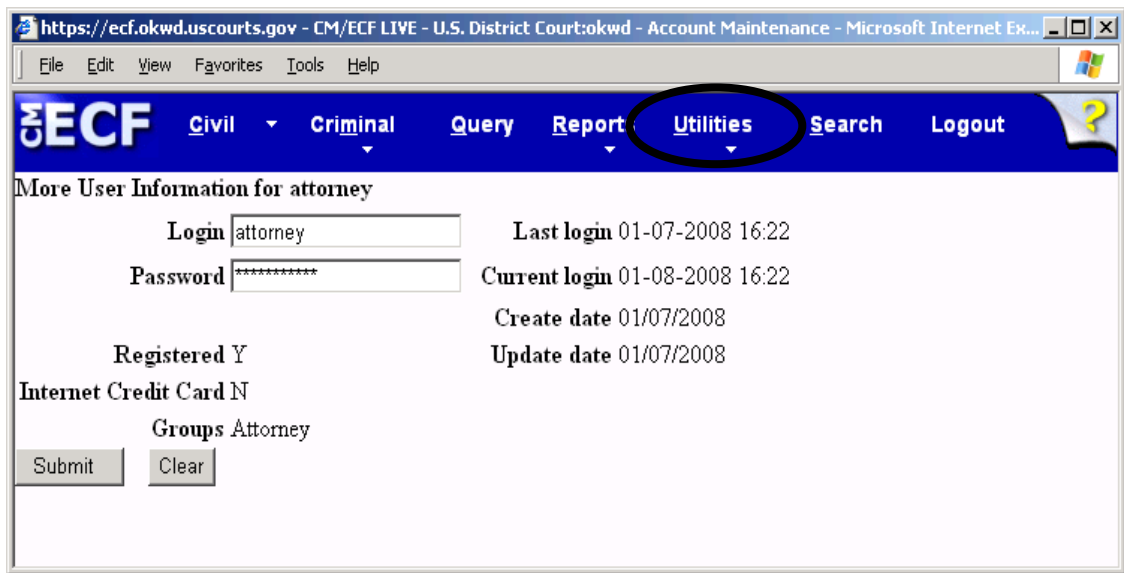 https://ecf.okwd.uscourts.gov - CM/ECF LIVE - U.S. District Court:okwd - Account Maintenance - Microsoft Internet Ex...
File Edit View Favorites Tools Help
CM ECF Civil Criminal Query Reports Utilities Search Logout ?
More User Information for attorney
Login attorney Last login 01-07-2008 16:22
Password *********** Current login 01-08-2008 16:22
Create date 01/07/2008
Registered Y Update date 01/07/2008
Internet Credit Card N
Groups Attorney
Submit Clear